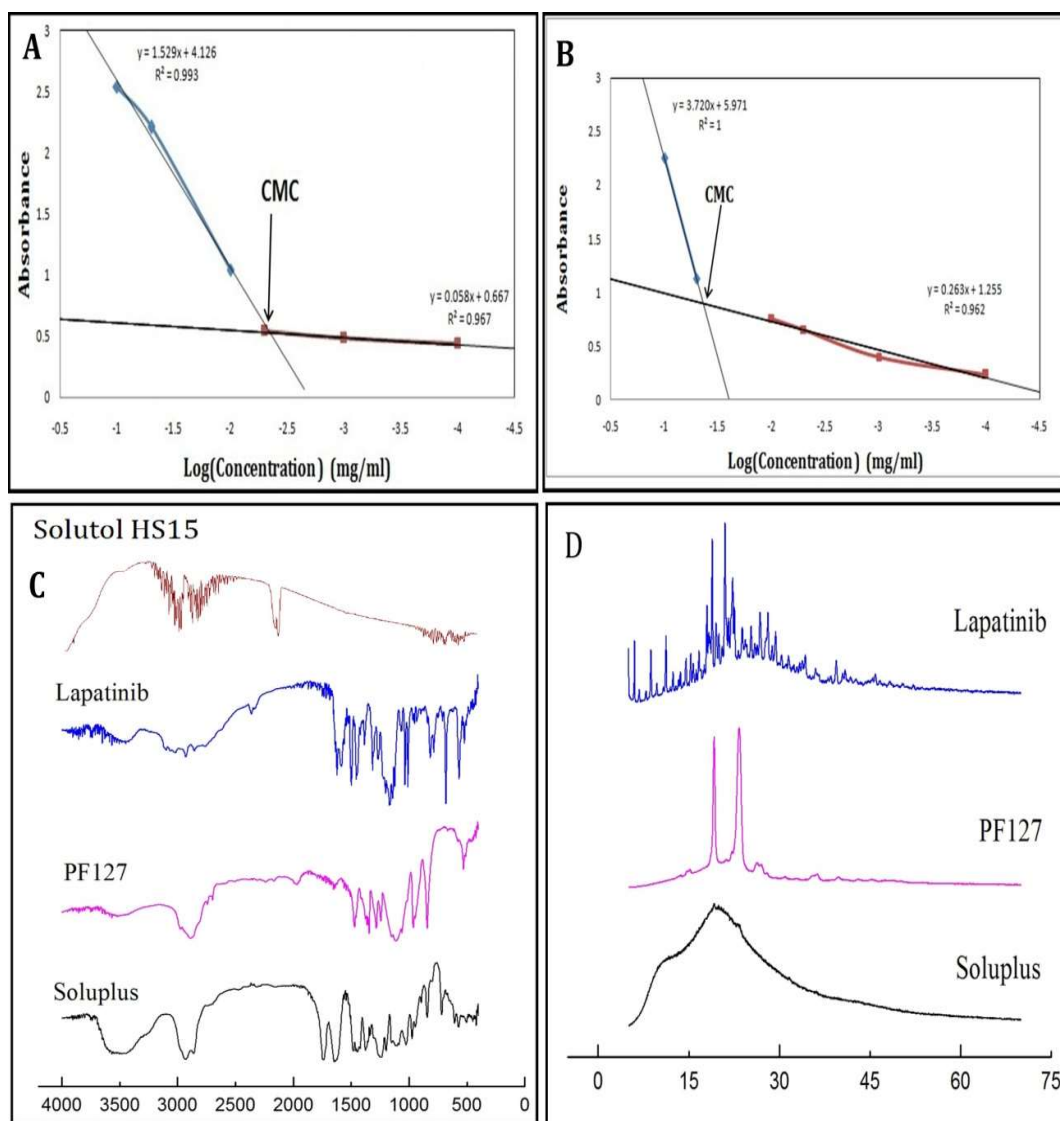 A
3
2.5
2
1.5
1
0.5
0
Absorbance
y = 1.529x + 4.126
R² = 0.993
CMC
y = 0.058x + 0.667
R² = 0.967
-0.5 -1 -1.5 -2 -2.5 -3 -3.5 -4 -4.5
Log(Concentration) (mg/ml)
B
3
2.5
2
1.5
1
0.5
0
Absorbance
y = 3.720x + 5.971
R² = 1
CMC
y = 0.263x + 1.255
R² = 0.962
-0.5 -1 -1.5 -2 -2.5 -3 -3.5 -4 -4.5
Log(Concentration) (mg/ml)
Solutol HS15
C
Lapatinib
PF127
Soluplus
4000 3500 3000 2500 2000 1500 1000 500 0
D
Lapatinib
PF127
Soluplus
0 15 30 45 60 75